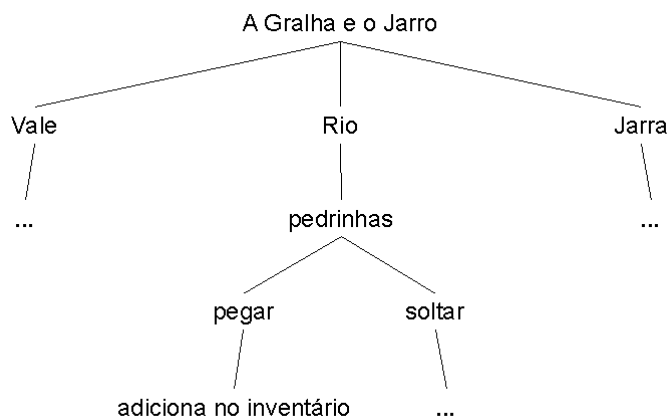 A Gralha e o Jarro
Vale Rio Jarra
... pedrinhas ...
pegar soltar
adiciona no inventário ...